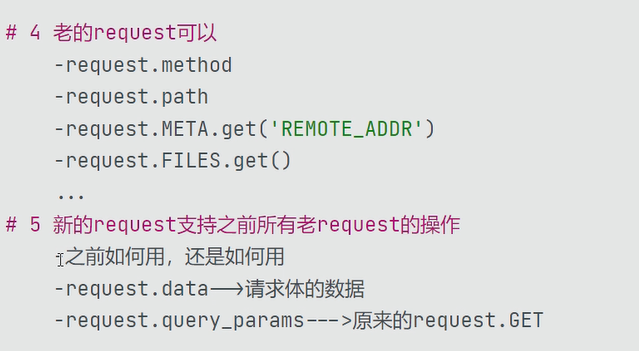 # 4 老的request可以
-request.method
-request.path
-request.META.get('REMOTE_ADDR')
-request.FILES.get()
...
# 5 新的request支持之前所有老request的操作
-之前如何用，还是如何用
-request.data-->请求体的数据
-request.query_params--->原来的request.GET